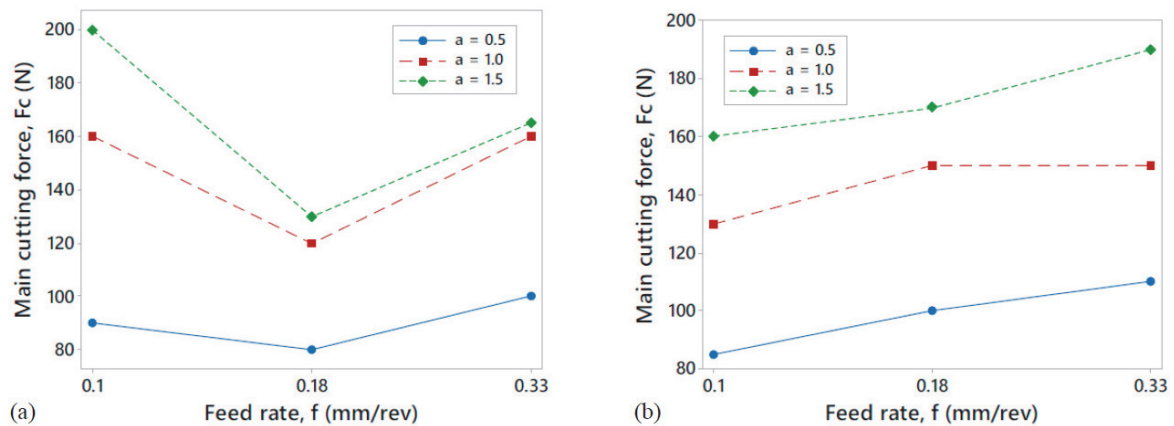 Main cutting force, Fc (N)
200
180
160
140
120
100
80
a = 0.5
a = 1.0
a = 1.5
0.1 0.18 0.33
Feed rate, f (mm/rev)
(a)
Main cutting force, Fc (N)
200
180
160
140
120
100
80
a = 0.5
a = 1.0
a = 1.5
0.1 0.18 0.33
Feed rate, f (mm/rev)
(b)